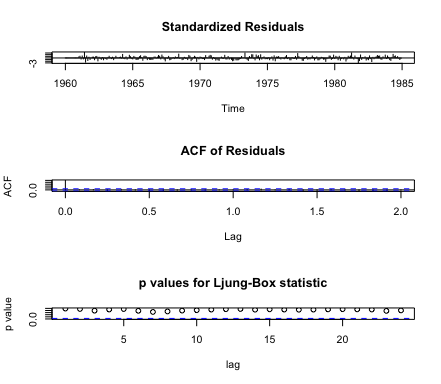 Standardized Residuals
-3
1960 1965 1970 1975 1980 1985
Time
ACF of Residuals
ACF
0.0
0.0 0.5 1.0 1.5 2.0
Lag
p values for Ljung-Box statistic
p value
0.0
5 10 15 20
lag